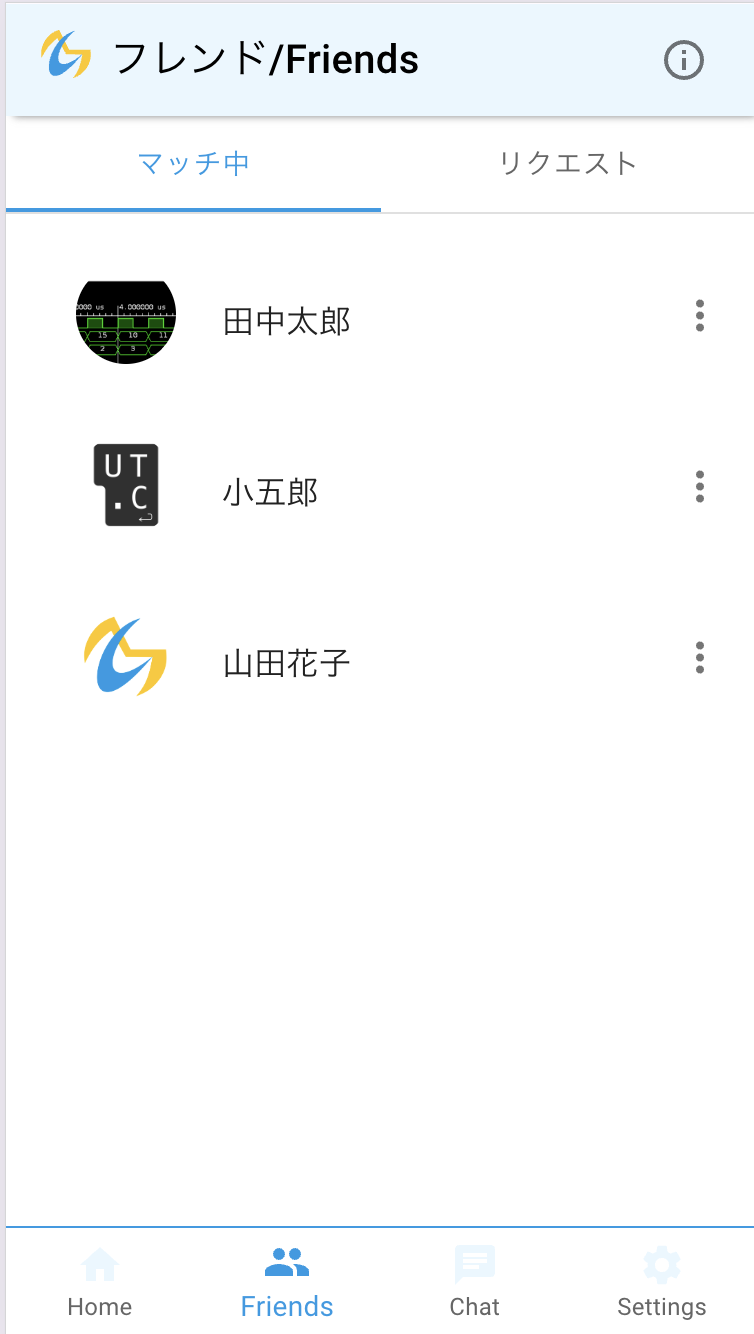 フレンド/Friends
マッチ中
リクエスト
4.000000 us
15 10 11
2 3
田中太郎
UT
.C
小五郎
山田花子
Home
Friends
Chat
Settings